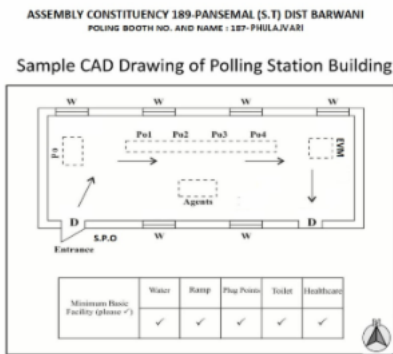 ASSEMBLY CONSTITUENCY 189-PANSEMAL (S.T) DIST BARWANI
POLING BOOTH NO. AND NAME : 187- PHULAJVARI
Sample CAD Drawing of Polling Station Building
W W W W
Po1 Po2 Po3 Po4
Po
EVM
Agents
D D
S.P.O W W
Entrance
Water Ramp Plug Points Toilet Healthcare
Minimum Basic
Facility (please ✓) ✓ ✓ ✓ ✓ ✓
N